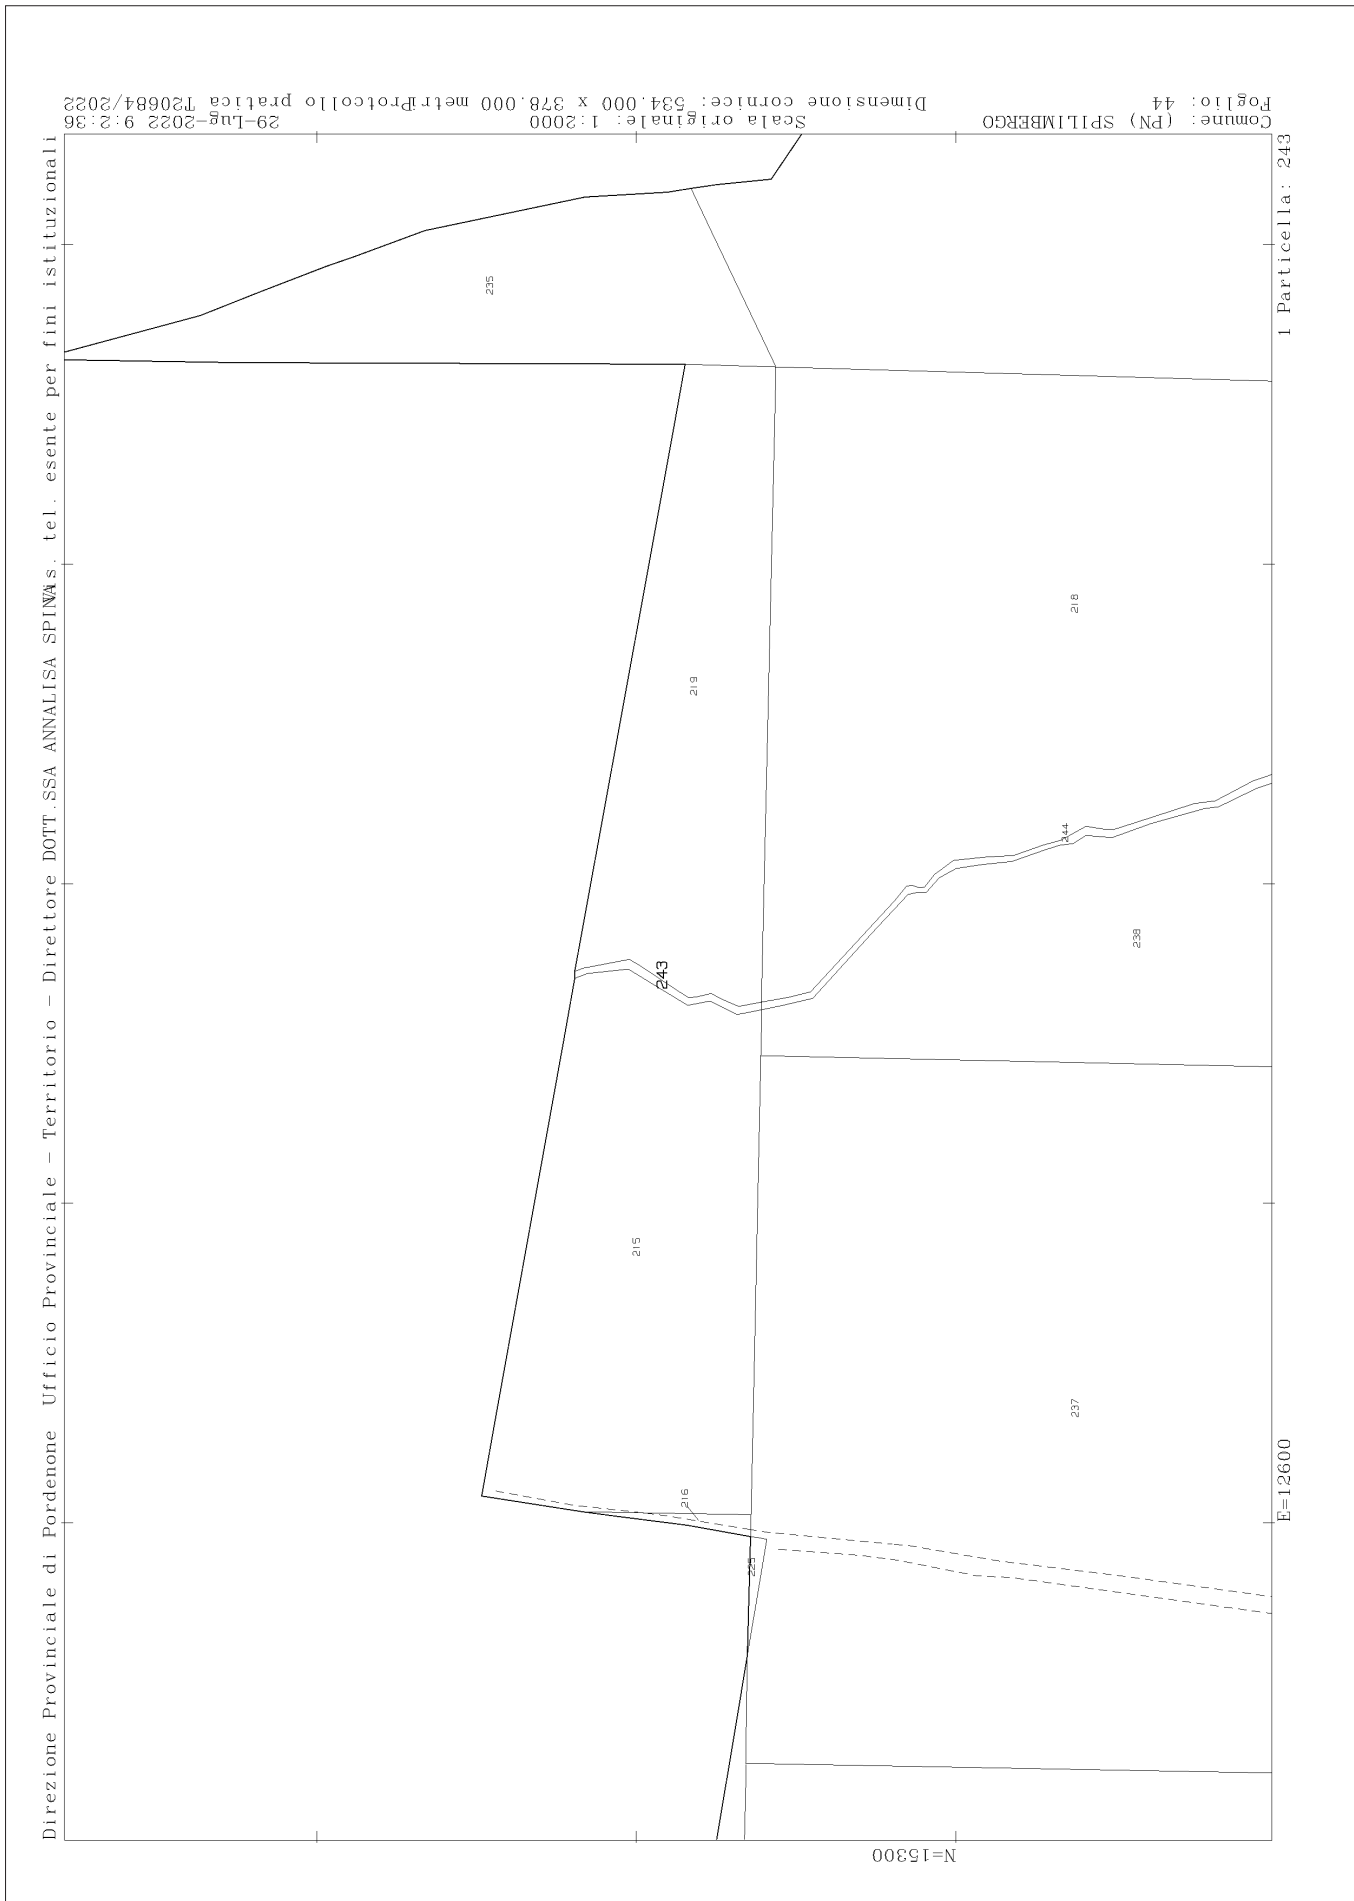 Direzione Provinciale di Pordenone Ufficio Provinciale - Territorio - Direttore DOTT.SSA ANNALISA SPINA
Vis. tel. esente per fini istituzionali
N=15300
E=12600
1 Particella: 243
Comune: (PN) SPILIMBERGO
Foglio: 44
Scala originale: 1:2000
Dimensione cornice: 534.000 x 378.000 metri
29-Lug-2022 9:2:36
Protcollo pratica T20684/2022
235
219
218
244
243
238
215
237
216
225